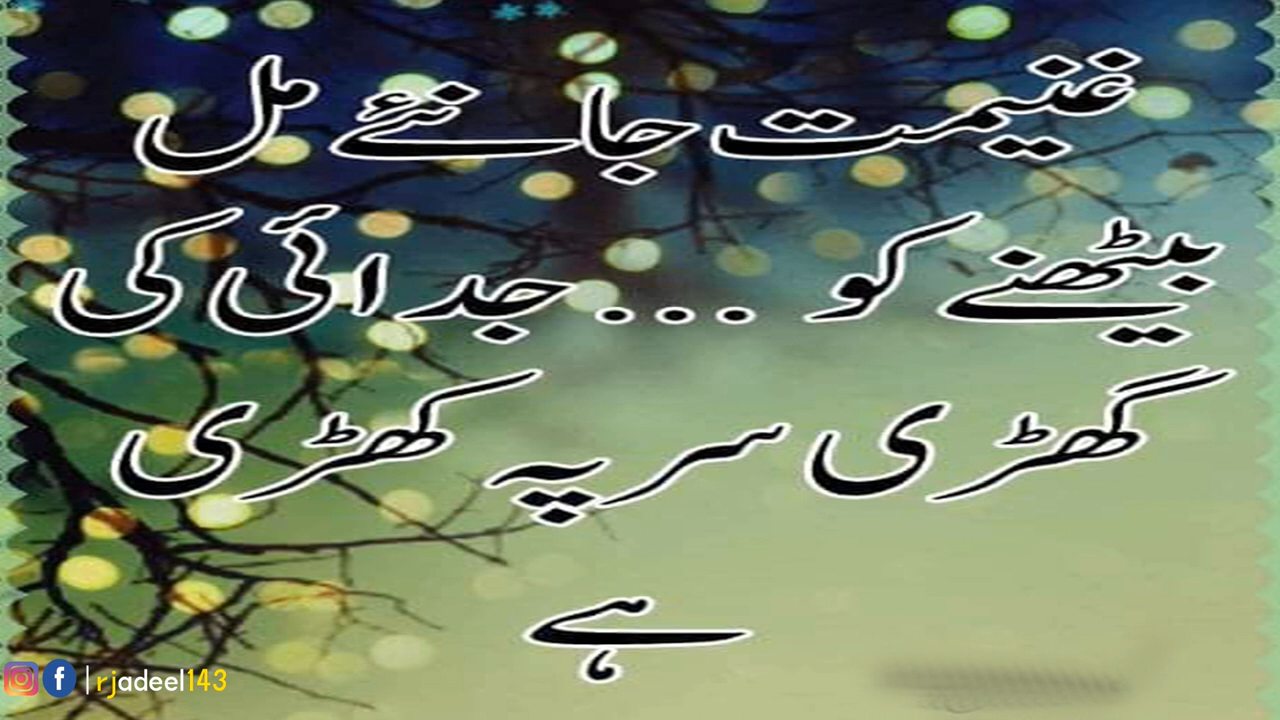 غنیمت جانئے مل
بیٹھنے کو ... جدائی کی
گھڑی سر پہ کھڑی
ہے
| rjadeel143